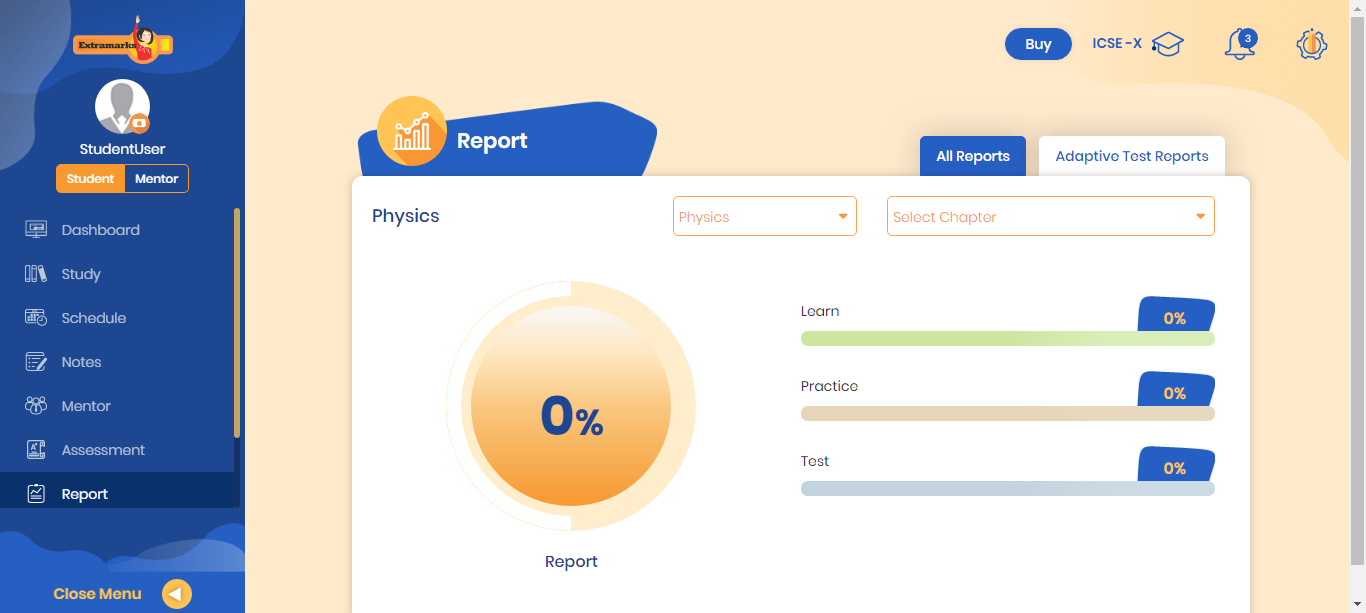 Extramarks
StudentUser
Student Mentor
Dashboard
Study
Schedule
Notes
Mentor
Assessment
Report
Close Menu
Buy
ICSE -X
3
Report
All Reports
Adaptive Test Reports
Physics
Physics
Select Chapter
0%
Report
Learn
0%
Practice
0%
Test
0%